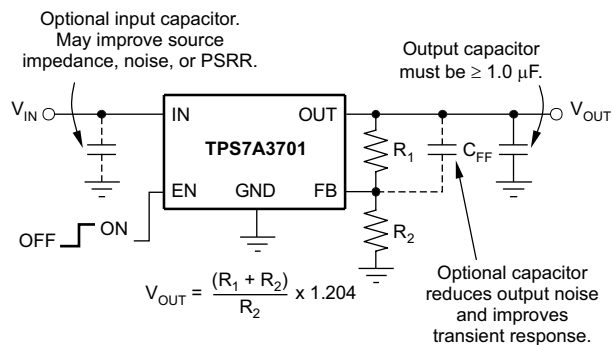 Optional input capacitor.
May improve source
impedance, noise, or PSRR.
Output capacitor
must be ≥ 1.0 μF.
V_IN
IN
OUT
V_OUT
TPS7A3701
R_1
C_FF
EN
GND
FB
OFF
ON
R_2
V_OUT = (R_1 + R_2) / R_2 x 1.204
Optional capacitor
reduces output noise
and improves
transient response.